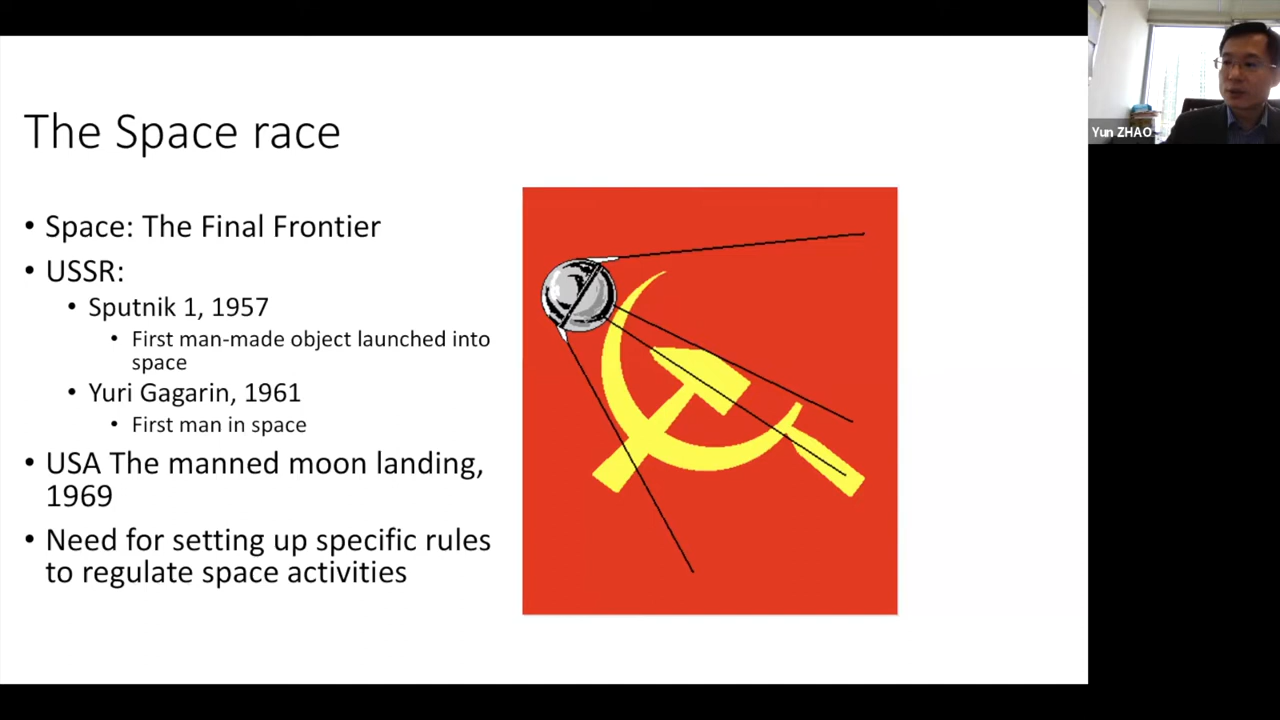 The Space race
• Space: The Final Frontier
• USSR:
• Sputnik 1, 1957
• First man-made object launched into
space
• Yuri Gagarin, 1961
• First man in space
• USA The manned moon landing,
1969
• Need for setting up specific rules
to regulate space activities
Yun ZHAO